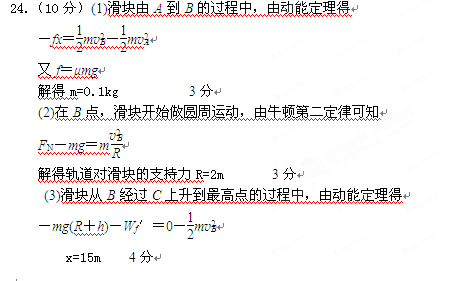 24.（10分）(1)滑块由 A 到 B 的过程中，由动能定理得
－fx＝1/2mv²B－1/2mv²A
又 f＝μmg
解得 m=0.1kg 3分
(2)在 B 点，滑块开始做圆周运动，由牛顿第二定律可知
FN－mg＝mv²B/R
解得轨道对滑块的支持力 R=2m 3分
(3)滑块从 B 经过 C 上升到最高点的过程中，由动能定理得
－mg(R＋h)－Wf′＝0－1/2mv²B
x=15m 4分